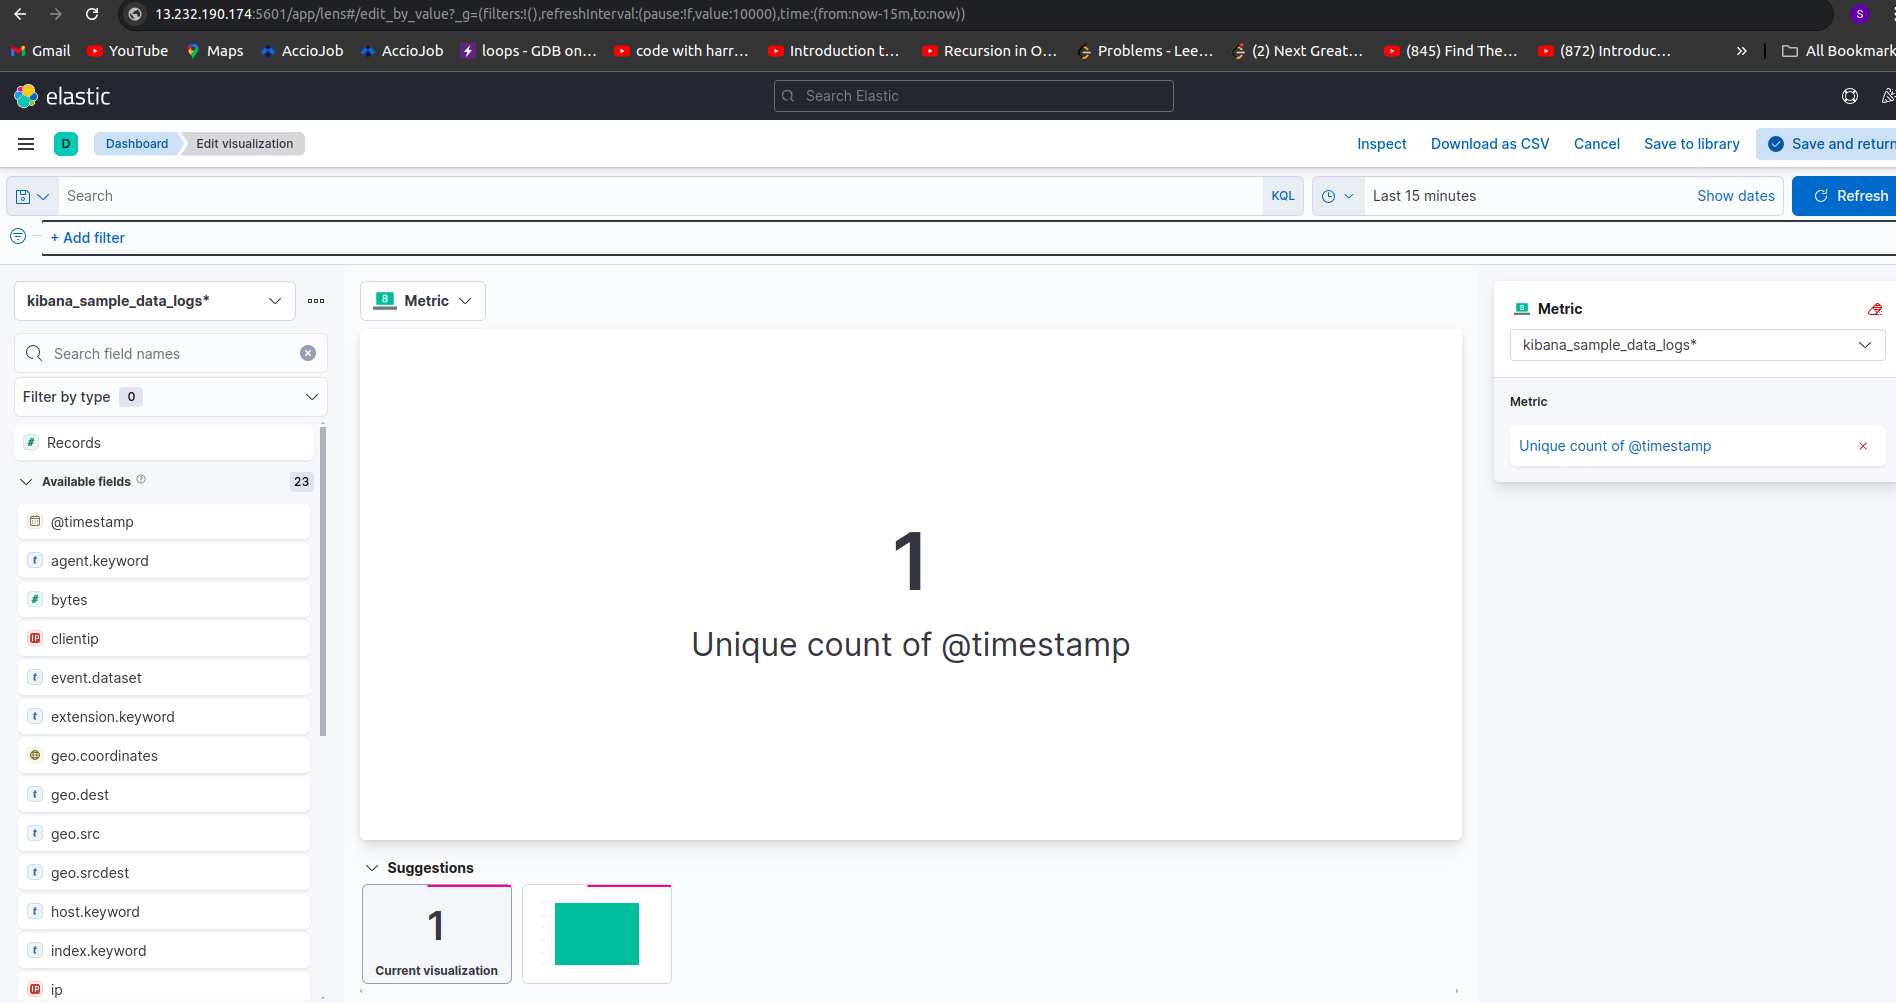 13.232.190.174:5601/app/lens#/edit_by_value?_g=(filters:!(),refreshInterval:(pause:!f,value:10000),time:(from:now-15m,to:now))
S
Gmail YouTube Maps AccioJob AccioJob loops - GDB on... code with harr... Introduction t... Recursion in O... Problems - Lee... (2) Next Great... (845) Find The... (872) Introduc... » All Bookmark
elastic Search Elastic
D Dashboard Edit visualization Inspect Download as CSV Cancel Save to library Save and return
Search KQL Last 15 minutes Show dates Refresh
+ Add filter
kibana_sample_data_logs* 8 Metric 8 Metric
Search field names kibana_sample_data_logs*
Filter by type 0 Metric
# Records Unique count of @timestamp
Available fields ? 23
@timestamp
t agent.keyword
# bytes
IP clientip
t event.dataset
t extension.keyword
geo.coordinates
t geo.dest
t geo.src
t geo.srcdest
t host.keyword
t index.keyword
IP ip
1
Unique count of @timestamp
Suggestions
1
Current visualization